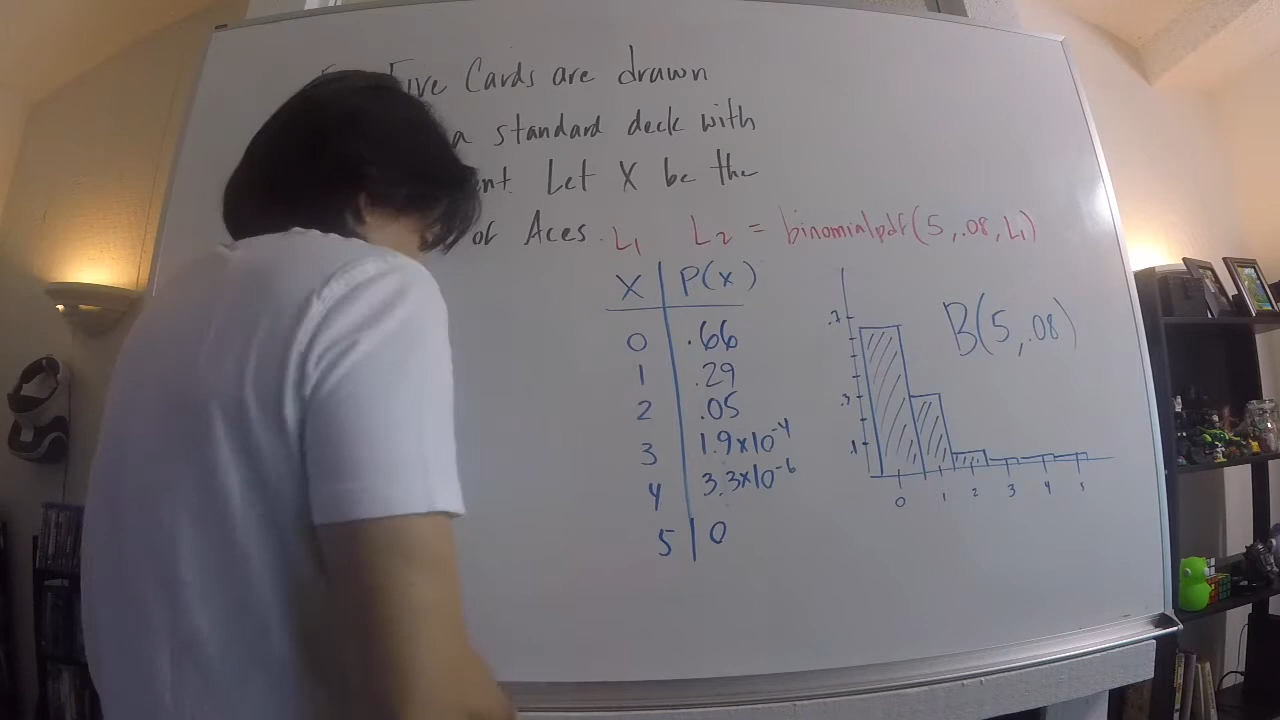 Five Cards are drawn
a standard deck with
Let X be the
of Aces.
L1 L2 = binomialpdf(5,.08,L1)
X P(x)
0 .66
1 .29
2 .05
3 1.9x10^-4
4 3.3x10^-6
5 0
B(5,.08)
.7
.3
.1
0 1 2 3 4 5